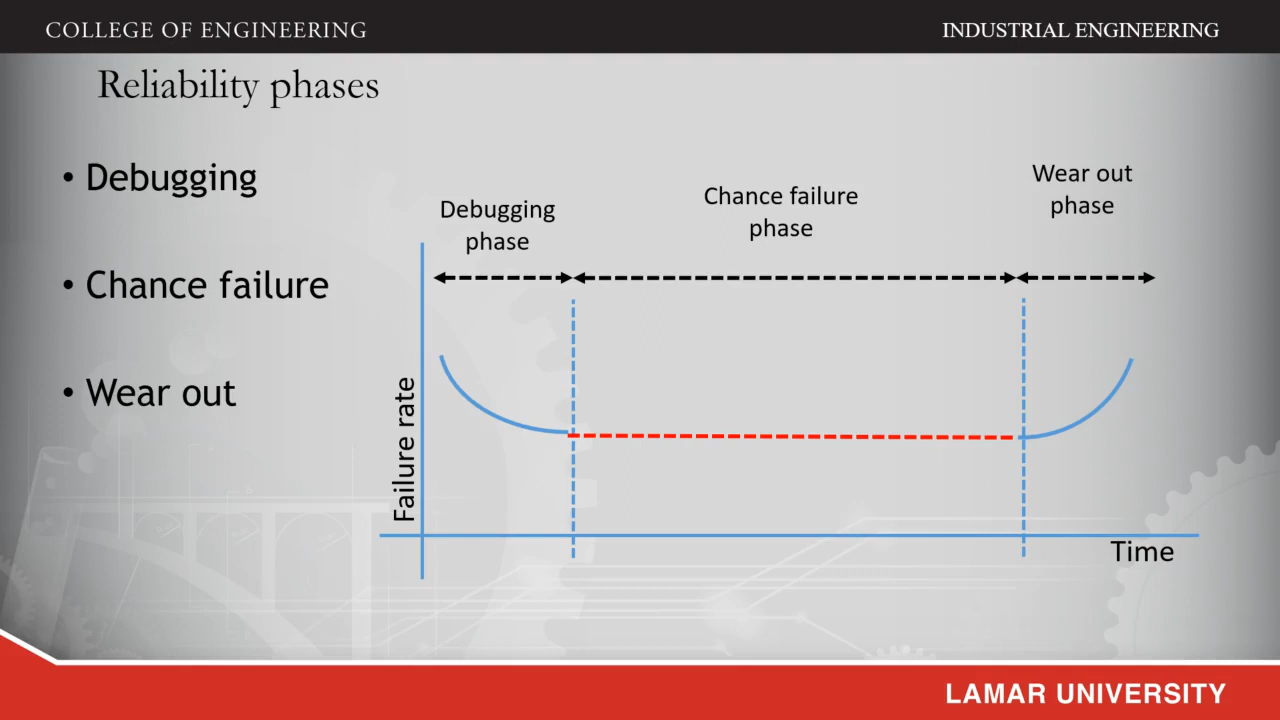 COLLEGE OF ENGINEERING
INDUSTRIAL ENGINEERING
Reliability phases
• Debugging
• Chance failure
• Wear out
Debugging
phase
Chance failure
phase
Wear out
phase
Failure rate
Time
LAMAR UNIVERSITY